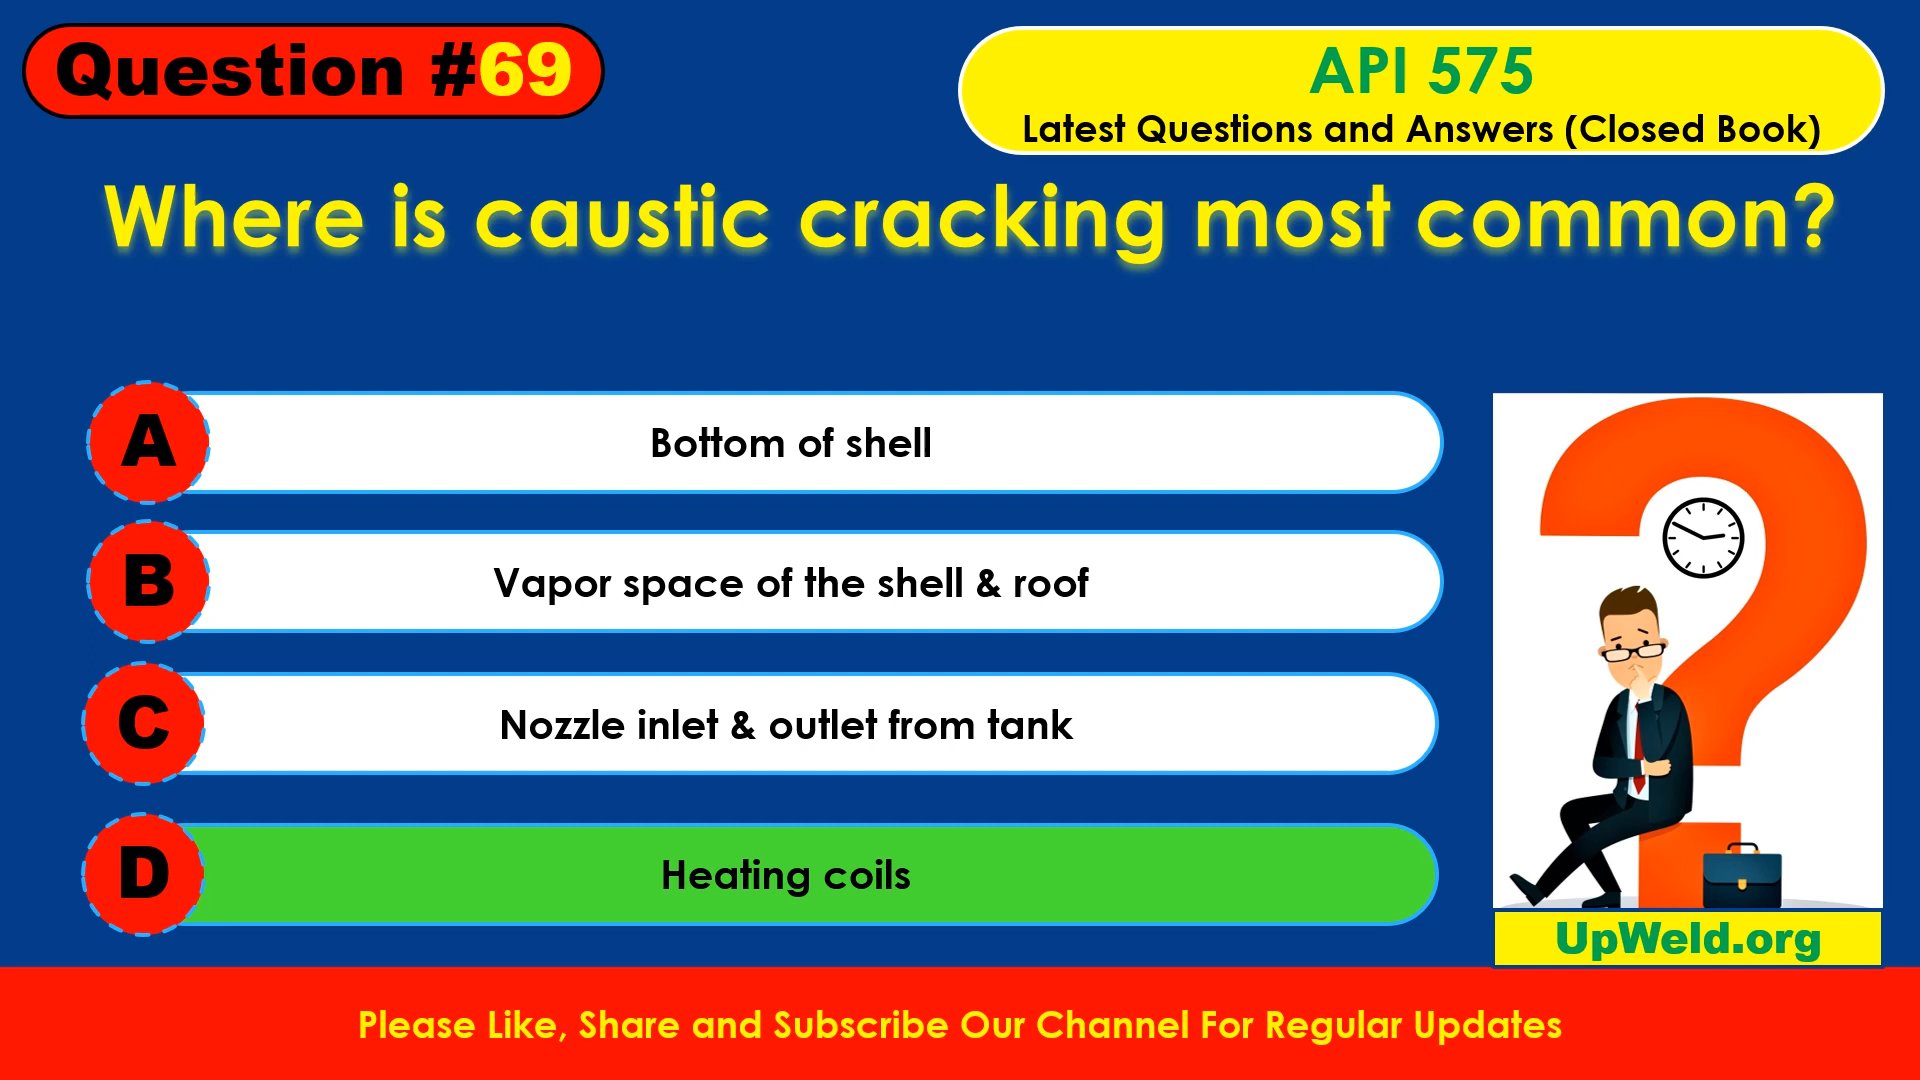 Question #69
API 575
Latest Questions and Answers (Closed Book)
Where is caustic cracking most common?
A
Bottom of shell
B
Vapor space of the shell & roof
C
Nozzle inlet & outlet from tank
D
Heating coils
UpWeld.org
Please Like, Share and Subscribe Our Channel For Regular Updates